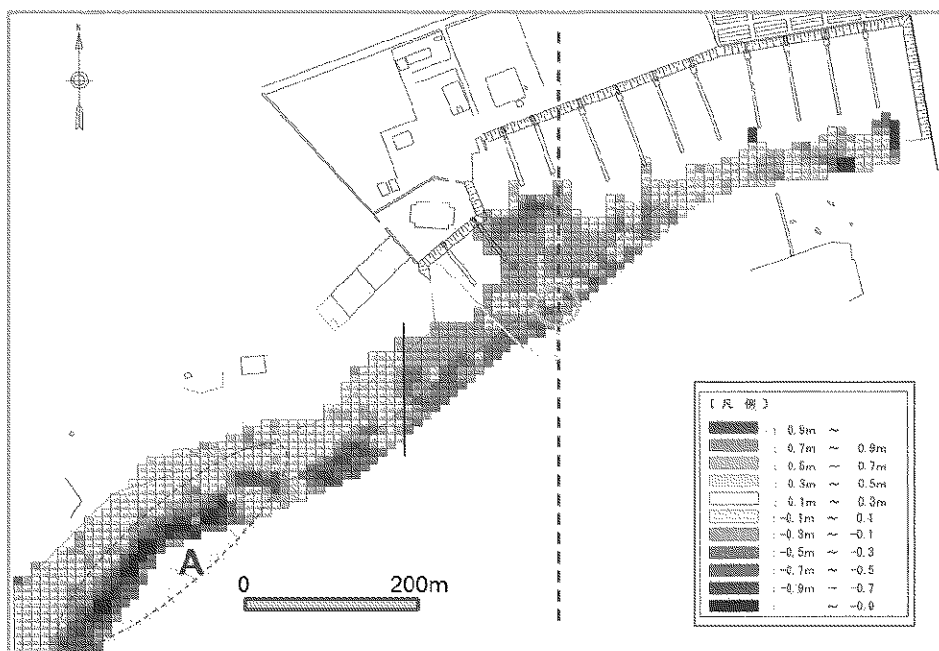 N
A
0 200m
[凡 例]
: 0.9m ～
: 0.7m ～ 0.9m
: 0.5m ～ 0.7m
: 0.3m ～ 0.5m
: 0.1m ～ 0.3m
:-0.1m ～ 0.1
:-0.3m ～ -0.1
:-0.5m ～ -0.3
:-0.7m ～ -0.5
:-0.9m ～ -0.7
: ～ -0.9